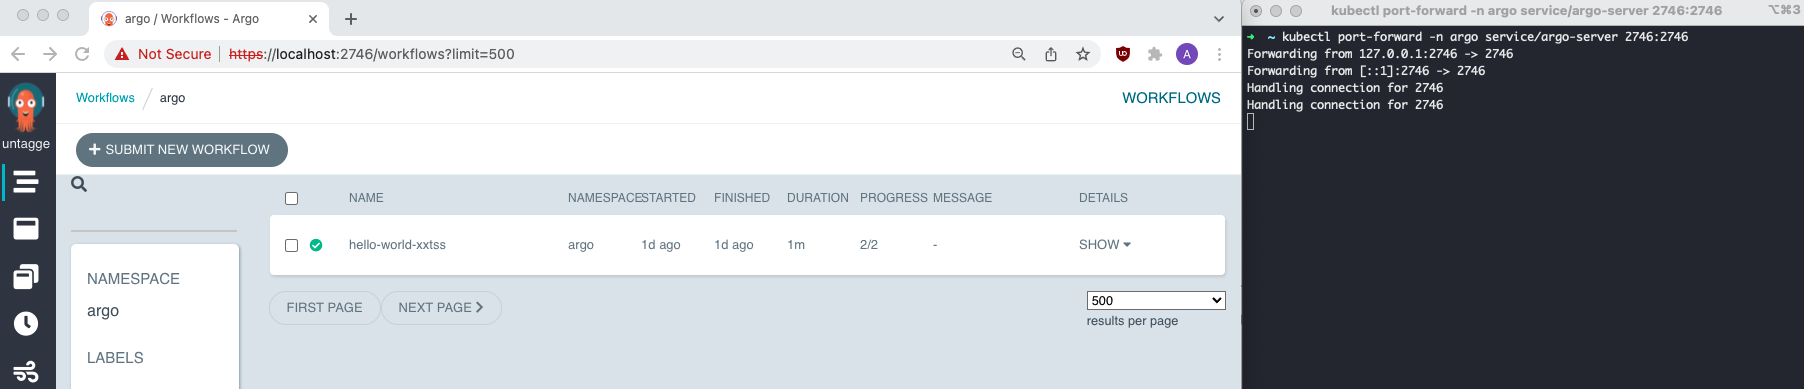 argo / Workflows - Argo
Not Secure https://localhost:2746/workflows?limit=500
A
Workflows / argo
WORKFLOWS
untagge
SUBMIT NEW WORKFLOW
NAME NAMESPACE STARTED FINISHED DURATION PROGRESS MESSAGE DETAILS
hello-world-xxtss argo 1d ago 1d ago 1m 2/2 - SHOW
FIRST PAGE NEXT PAGE
500
results per page
NAMESPACE
argo
LABELS
kubectl port-forward -n argo service/argo-server 2746:2746 ⌥⌘3
➜ ~ kubectl port-forward -n argo service/argo-server 2746:2746
Forwarding from 127.0.0.1:2746 -> 2746
Forwarding from [::1]:2746 -> 2746
Handling connection for 2746
Handling connection for 2746